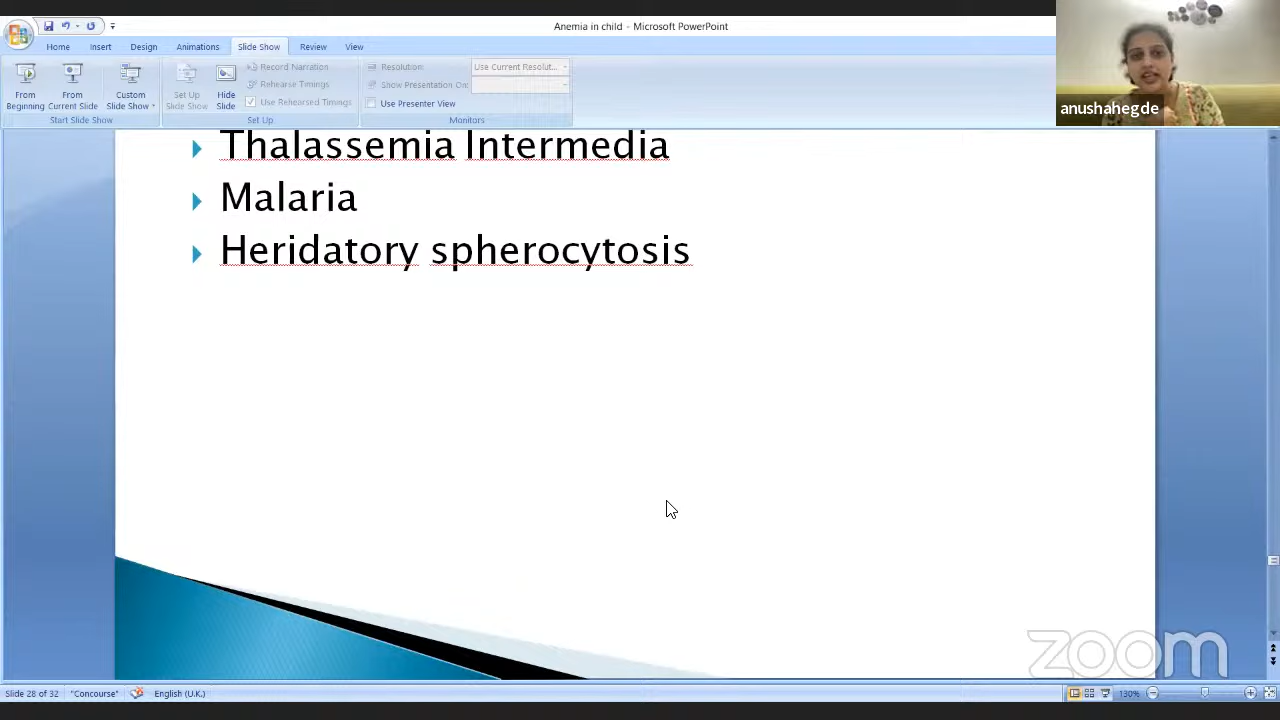 Anemia in child - Microsoft PowerPoint
Home Insert Design Animations Slide Show Review View
From Beginning
From Current Slide
Custom Slide Show
Start Slide Show
Set Up Slide Show
Hide Slide
Record Narration
Rehearse Timings
Use Rehearsed Timings
Set Up
Resolution: Use Current Resolut...
Show Presentation On:
Use Presenter View
Monitors
anushahegde
Thalassemia Intermedia
Malaria
Heridatory spherocytosis
zoom
Slide 28 of 32 "Concourse" English (U.K.) 130%